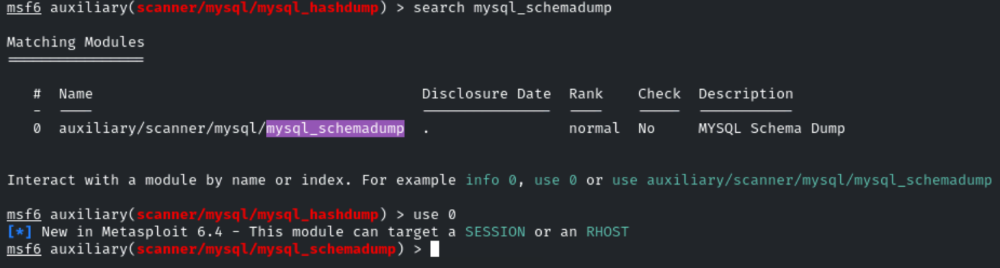 msf6 auxiliary(scanner/mysql/mysql_hashdump) > search mysql_schemadump
Matching Modules
================
# Name Disclosure Date Rank Check Description
- ---- --------------- ---- ----- -----------
0 auxiliary/scanner/mysql/mysql_schemadump . normal No MYSQL Schema Dump
Interact with a module by name or index. For example info 0, use 0 or use auxiliary/scanner/mysql/mysql_schemadump
msf6 auxiliary(scanner/mysql/mysql_hashdump) > use 0
[*] New in Metasploit 6.4 - This module can target a SESSION or an RHOST
msf6 auxiliary(scanner/mysql/mysql_schemadump) >